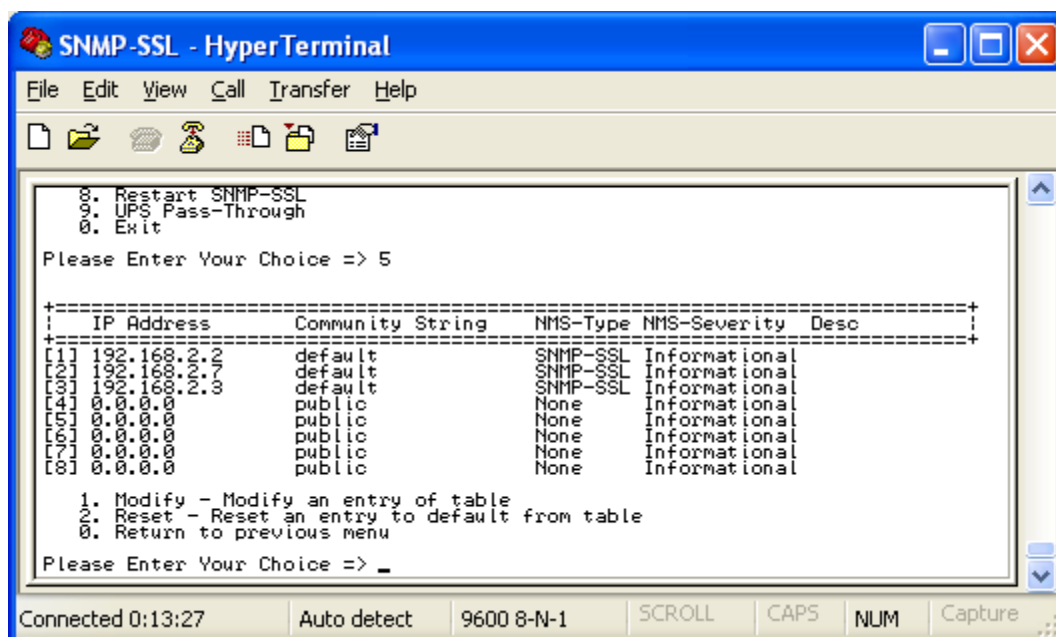 SNMP-SSL - HyperTerminal
File Edit View Call Transfer Help
8. Restart SNMP-SSL
9. UPS Pass-Through
0. Exit
Please Enter Your Choice => 5
+==========================================================================+
¦ IP Address Community String NMS-Type NMS-Severity Desc ¦
+==========================================================================+
[1] 192.168.2.2 default SNMP-SSL Informational
[2] 192.168.2.7 default SNMP-SSL Informational
[3] 192.168.2.3 default SNMP-SSL Informational
[4] 0.0.0.0 public None Informational
[5] 0.0.0.0 public None Informational
[6] 0.0.0.0 public None Informational
[7] 0.0.0.0 public None Informational
[8] 0.0.0.0 public None Informational
1. Modify - Modify an entry of table
2. Reset - Reset an entry to default from table
0. Return to previous menu
Please Enter Your Choice => _
Connected 0:13:27 Auto detect 9600 8-N-1 SCROLL CAPS NUM Capture